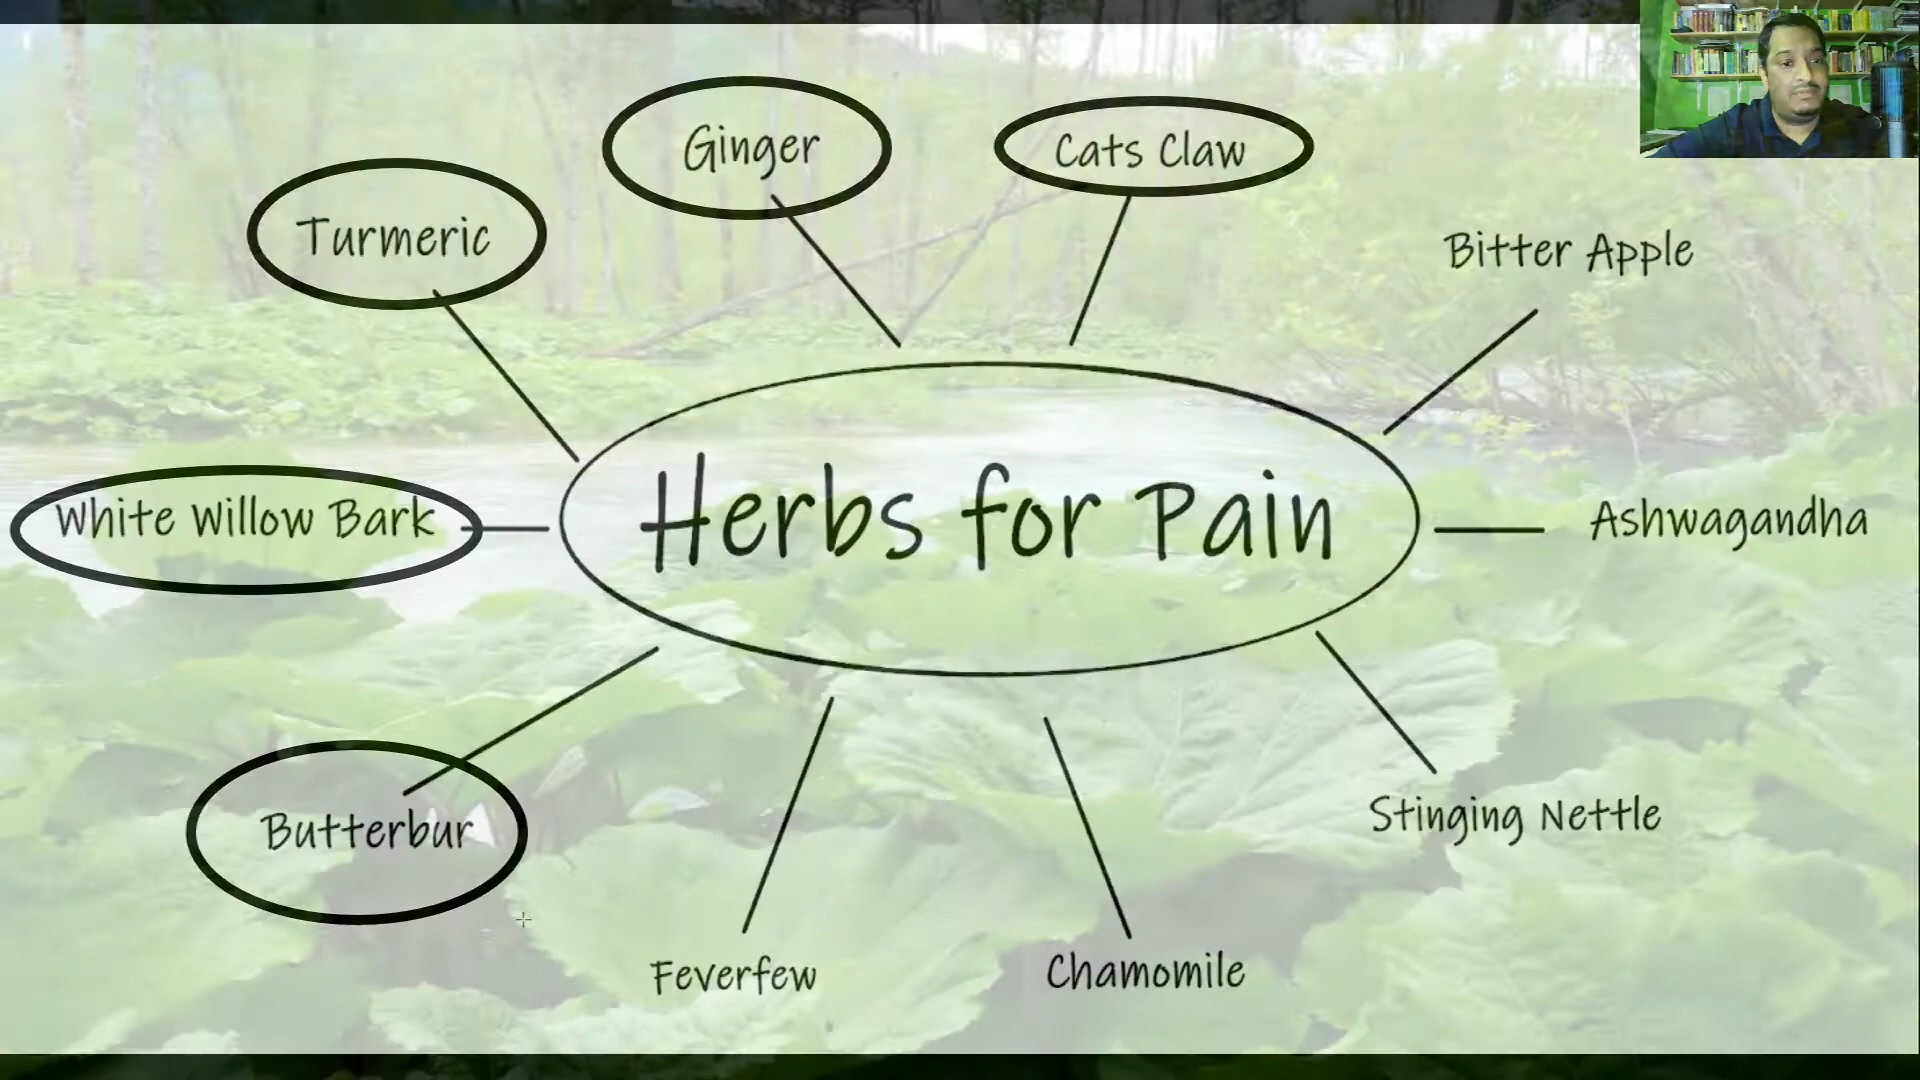 Ginger
Cats Claw
Turmeric
Bitter Apple
White Willow Bark
Herbs for Pain
Ashwagandha
Butterbur
Stinging Nettle
Feverfew
Chamomile